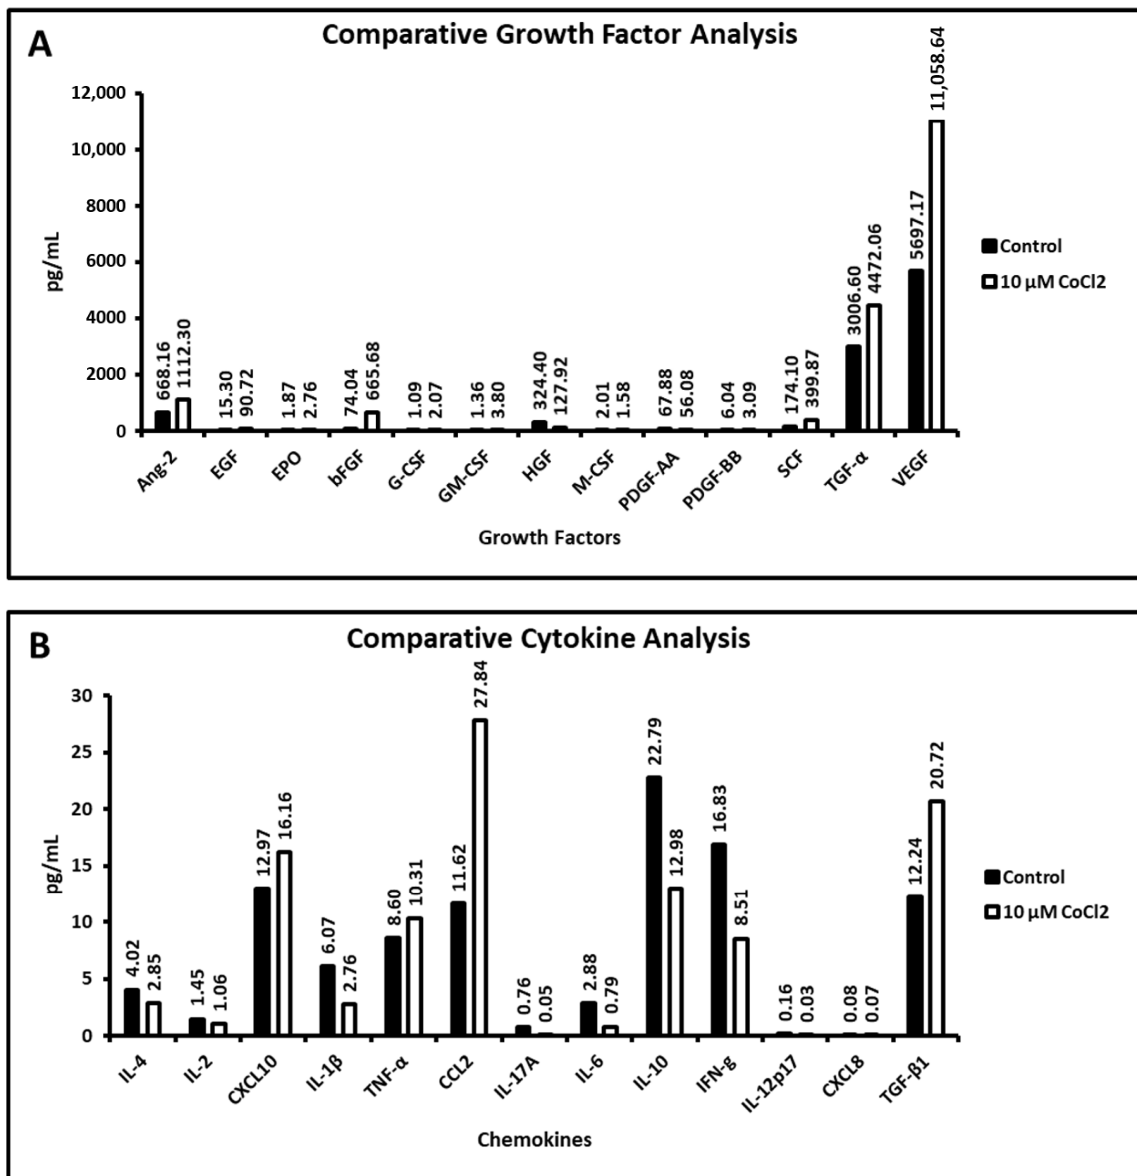 A
Comparative Growth Factor Analysis
12,000
10,000
8000
6000
4000
2000
0
pg/mL
668.16
1112.30
15.30
90.72
1.87
2.76
74.04
665.68
1.09
2.07
1.36
3.80
324.40
127.92
2.01
1.58
67.88
56.08
6.04
3.09
174.10
399.87
3006.60
4472.06
5697.17
11,058.64
Ang-2
EGF
EPO
bFGF
G-CSF
GM-CSF
HGF
M-CSF
PDGF-AA
PDGF-BB
SCF
TGF-α
VEGF
Growth Factors
Control
10 μM CoCl2
B
Comparative Cytokine Analysis
30
25
20
15
10
5
0
pg/mL
4.02
2.85
1.45
1.06
12.97
16.16
6.07
2.76
8.60
10.31
11.62
27.84
0.76
0.05
2.88
0.79
22.79
12.98
16.83
8.51
0.16
0.03
0.08
0.07
12.24
20.72
IL-4
IL-2
CXCL10
IL-1β
TNF-α
CCL2
IL-17A
IL-6
IL-10
IFN-g
IL-12p17
CXCL8
TGF-β1
Chemokines
Control
10 μM CoCl2